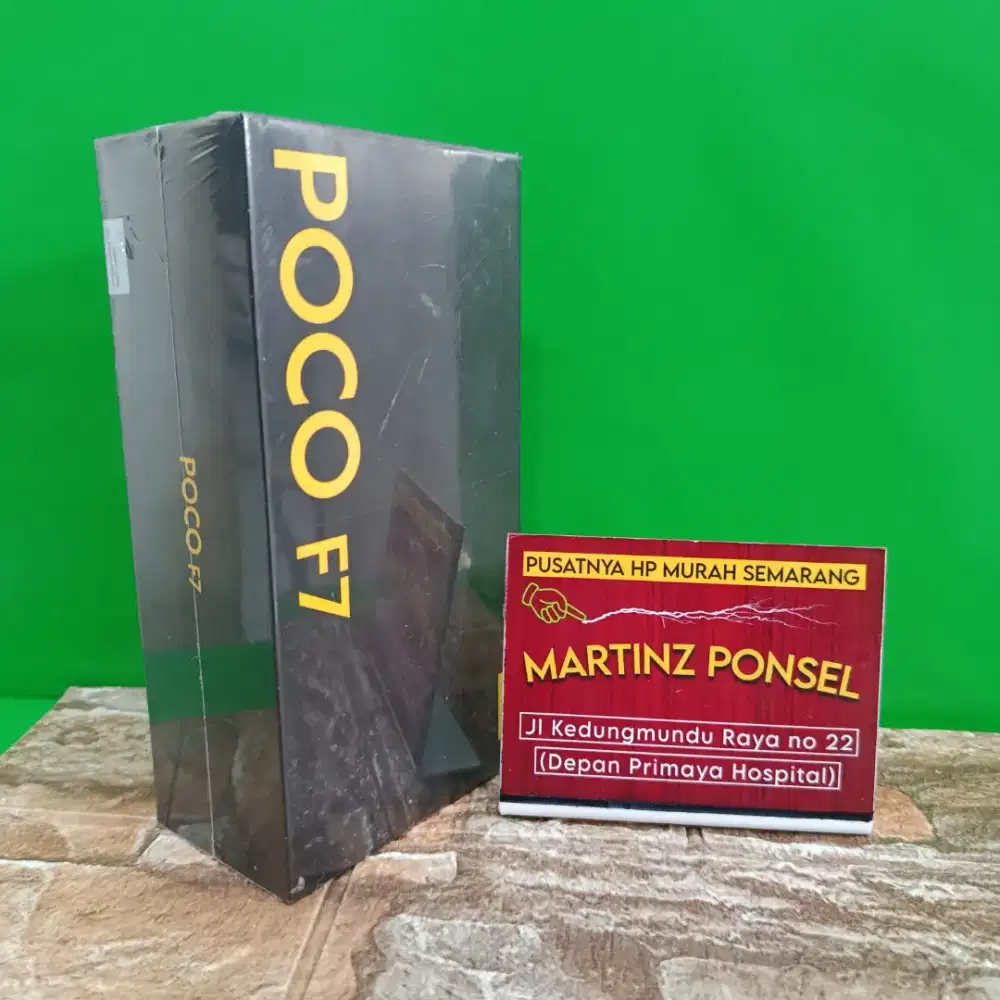 POCO F7
POCO F7
PUSATNYA HP MURAH SEMARANG
MARTINZ PONSEL
Jl Kedungmundu Raya no 22
(Depan Primaya Hospital)